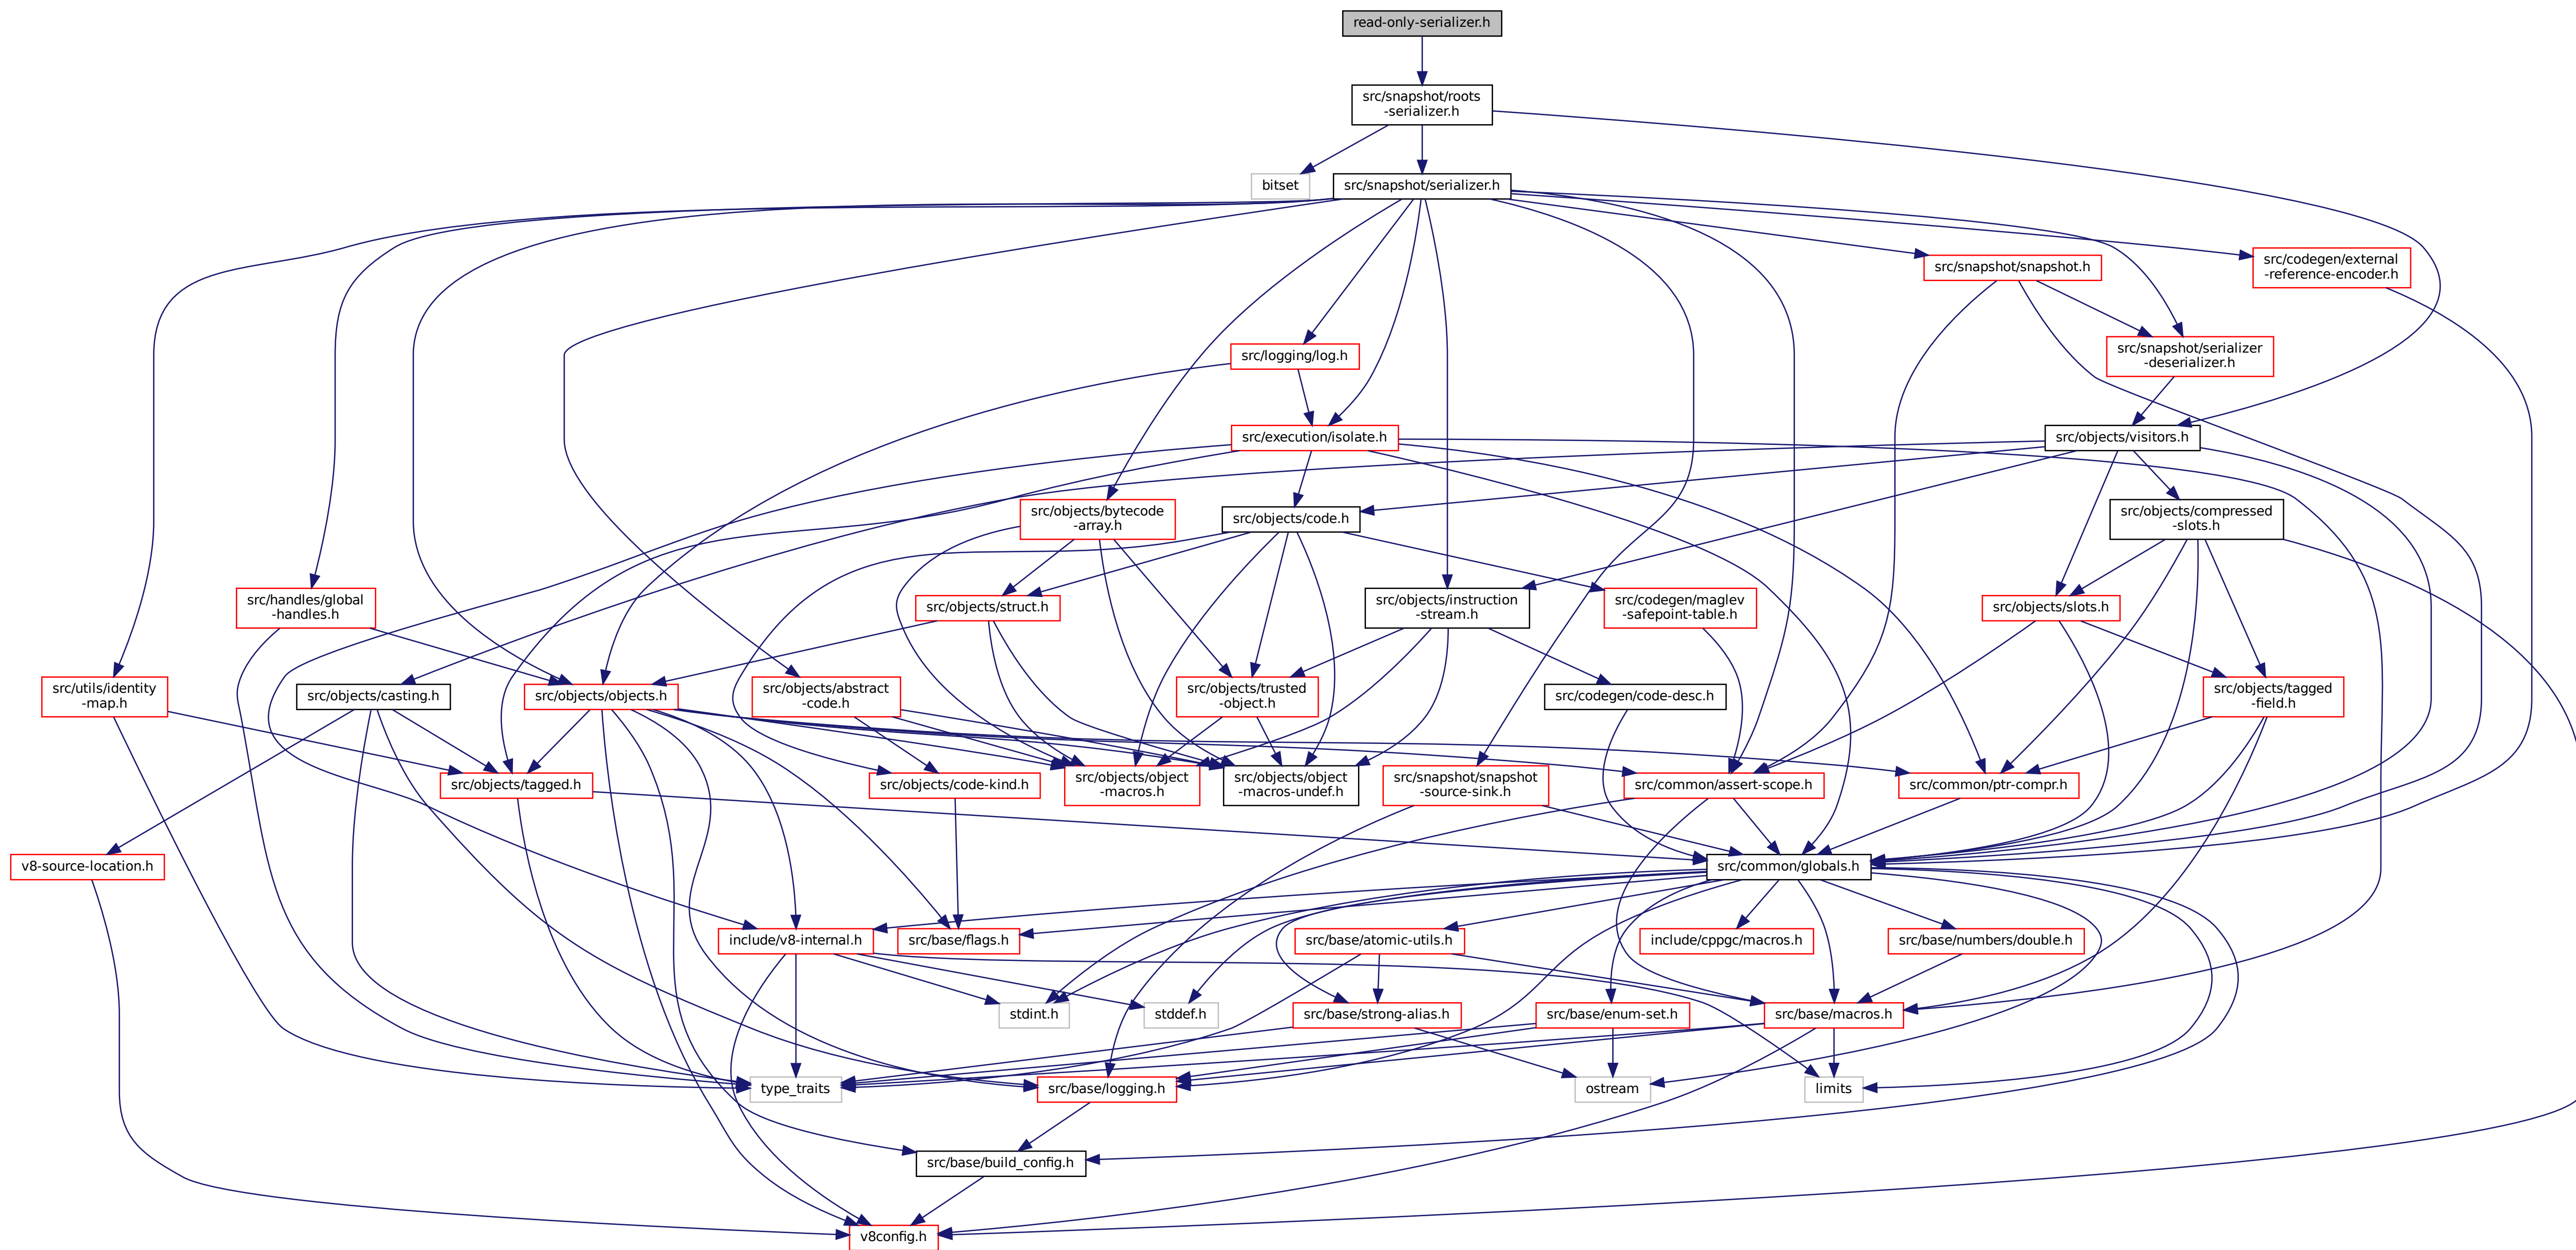 read-only-serializer.h
src/snapshot/roots
-serializer.h
bitset
src/snapshot/serializer.h
src/snapshot/snapshot.h
src/codegen/external
-reference-encoder.h
src/logging/log.h
src/snapshot/serializer
-deserializer.h
src/execution/isolate.h
src/objects/visitors.h
src/objects/bytecode
-array.h
src/objects/code.h
src/objects/compressed
-slots.h
src/handles/global
-handles.h
src/objects/struct.h
src/objects/instruction
-stream.h
src/codegen/maglev
-safepoint-table.h
src/objects/slots.h
src/utils/identity
-map.h
src/objects/casting.h
src/objects/objects.h
src/objects/abstract
-code.h
src/objects/trusted
-object.h
src/codegen/code-desc.h
src/objects/tagged
-field.h
src/objects/tagged.h
src/objects/code-kind.h
src/objects/object
-macros.h
src/objects/object
-macros-undef.h
src/snapshot/snapshot
-source-sink.h
src/common/assert-scope.h
src/common/ptr-compr.h
v8-source-location.h
src/common/globals.h
include/v8-internal.h
src/base/flags.h
src/base/atomic-utils.h
include/cppgc/macros.h
src/base/numbers/double.h
stdint.h
stddef.h
src/base/strong-alias.h
src/base/enum-set.h
src/base/macros.h
type_traits
src/base/logging.h
ostream
limits
src/base/build_config.h
v8config.h